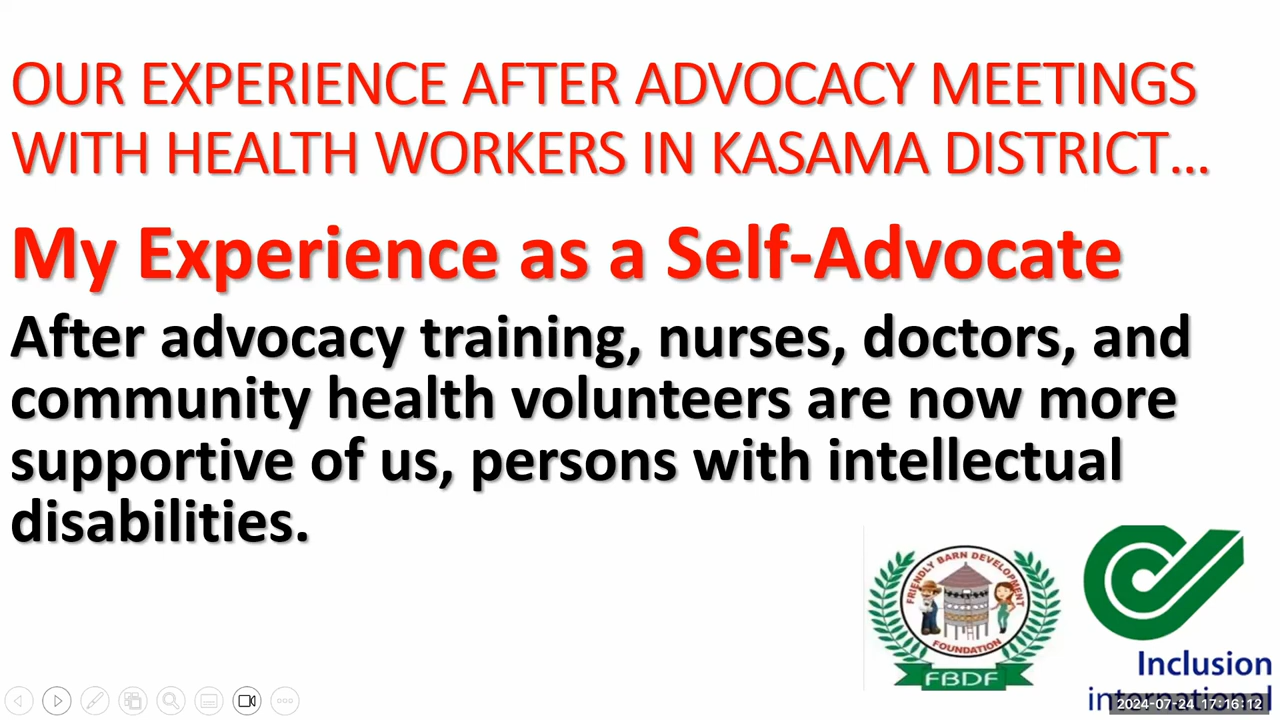 OUR EXPERIENCE AFTER ADVOCACY MEETINGS
WITH HEALTH WORKERS IN KASAMA DISTRICT...
My Experience as a Self-Advocate
After advocacy training, nurses, doctors, and
community health volunteers are now more
supportive of us, persons with intellectual
disabilities.
FRIENDLY BARN DEVELOPMENT
FOUNDATION
FBDF
Inclusion
international
2024-07-24 17:16:12